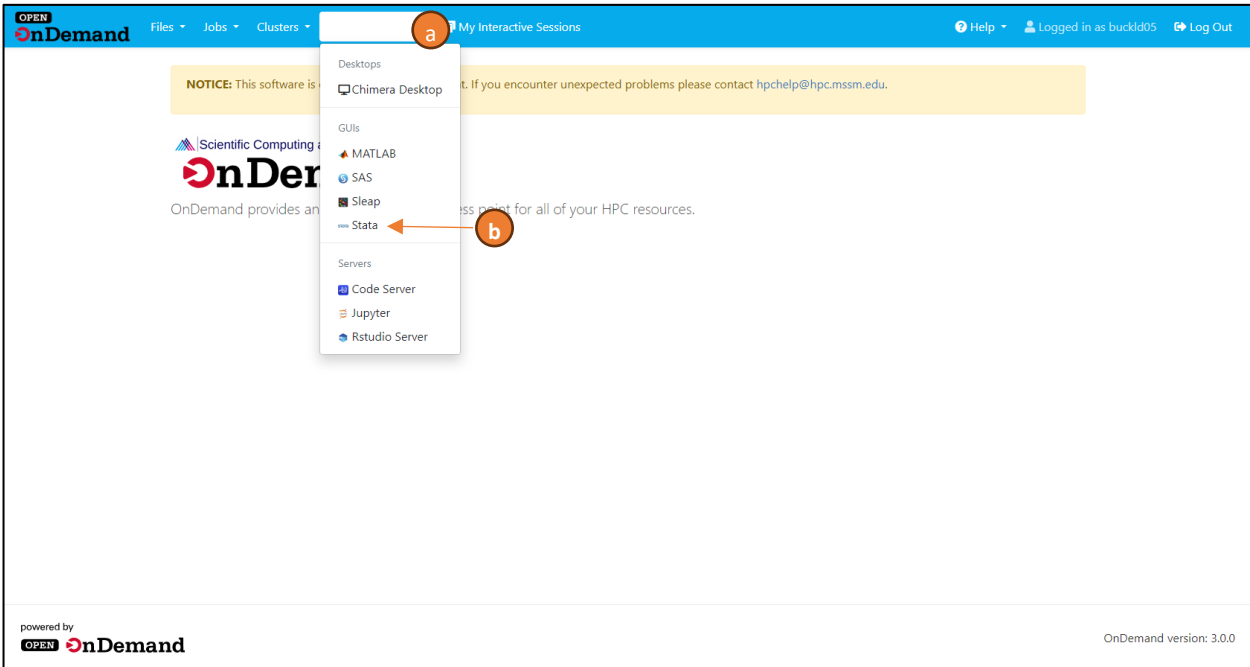 OPEN
OnDemand
Files
Jobs
Clusters
a
My Interactive Sessions
Help
Logged in as buckld05
Log Out
Desktops
Chimera Desktop
GUIs
MATLAB
SAS
Sleap
Stata
b
Servers
Code Server
Jupyter
Rstudio Server
NOTICE: This software is t. If you encounter unexpected problems please contact hpchelp@hpc.mssm.edu.
Scientific Computing a
OnDem
OnDemand provides an ess point for all of your HPC resources.
powered by
OPEN OnDemand
OnDemand version: 3.0.0